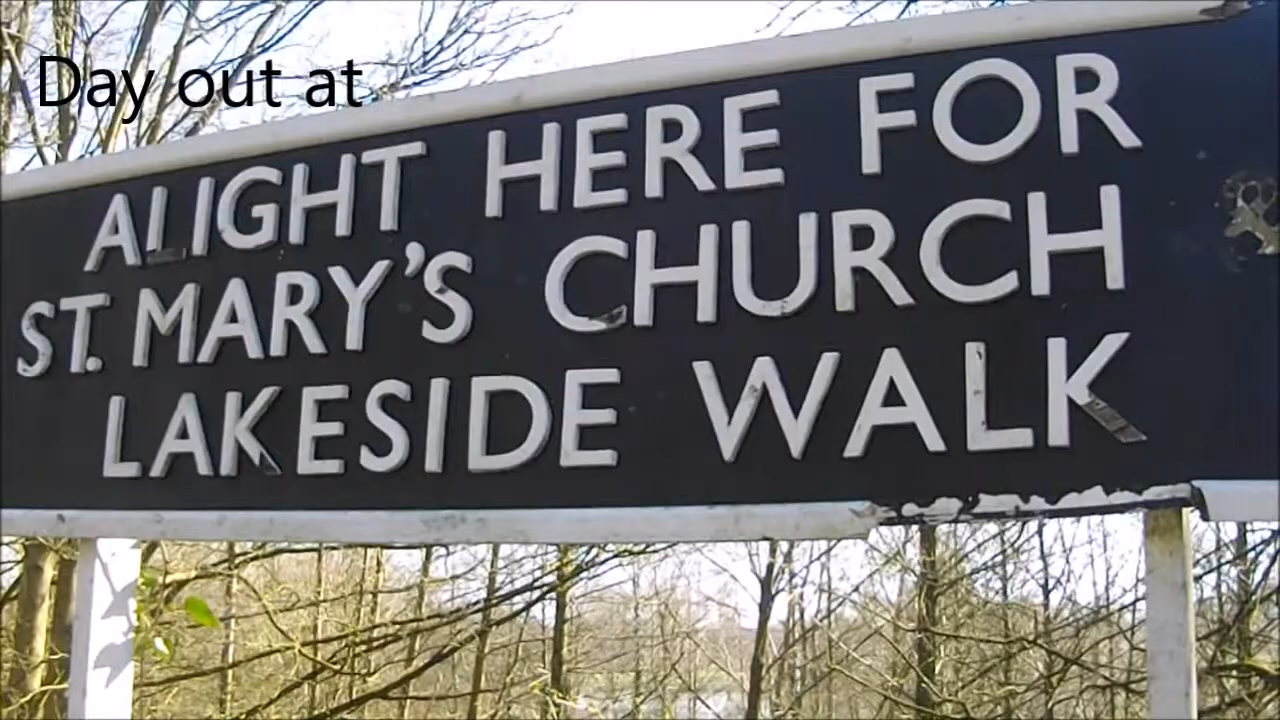 Day out at
ALIGHT HERE FOR
ST. MARY'S CHURCH
LAKESIDE WALK